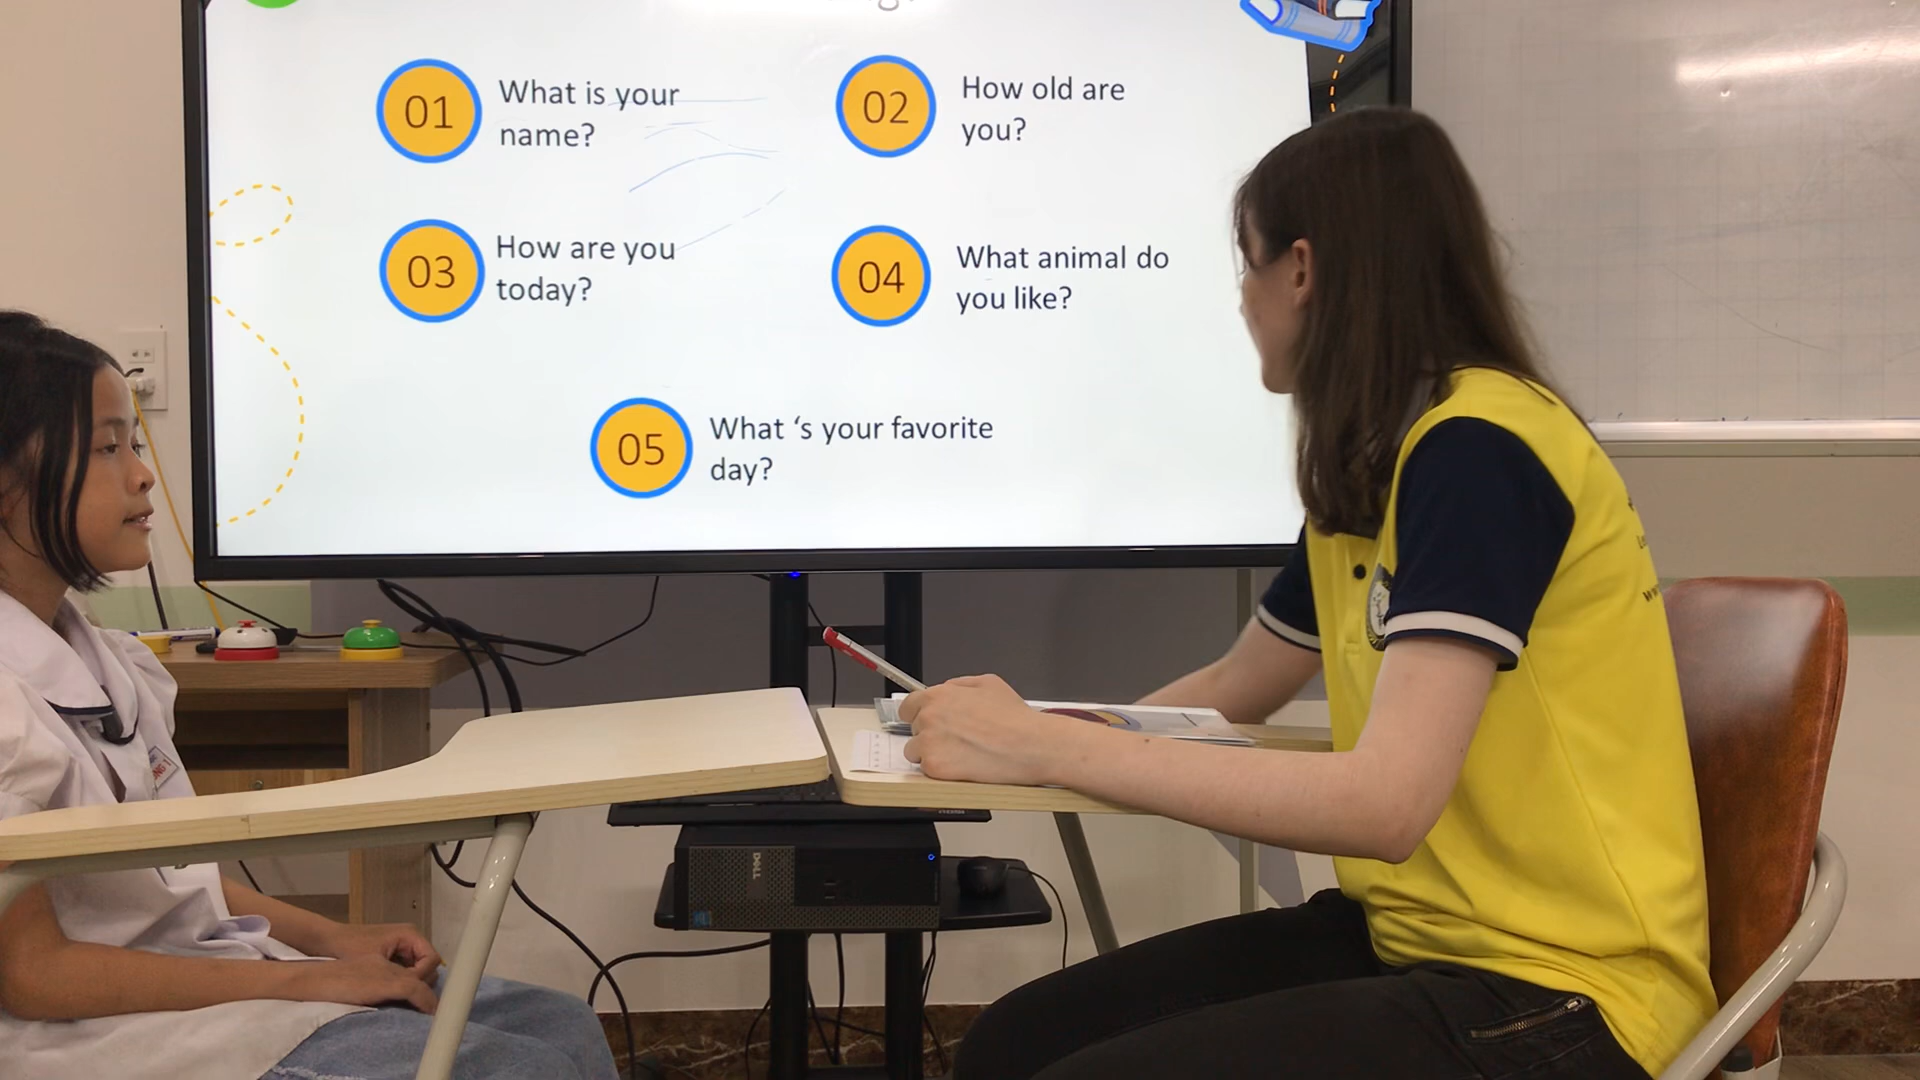 01
What is your
name?
02
How old are
you?
03
How are you
today?
04
What animal do
you like?
05
What ‘s your favorite
day?
DELL